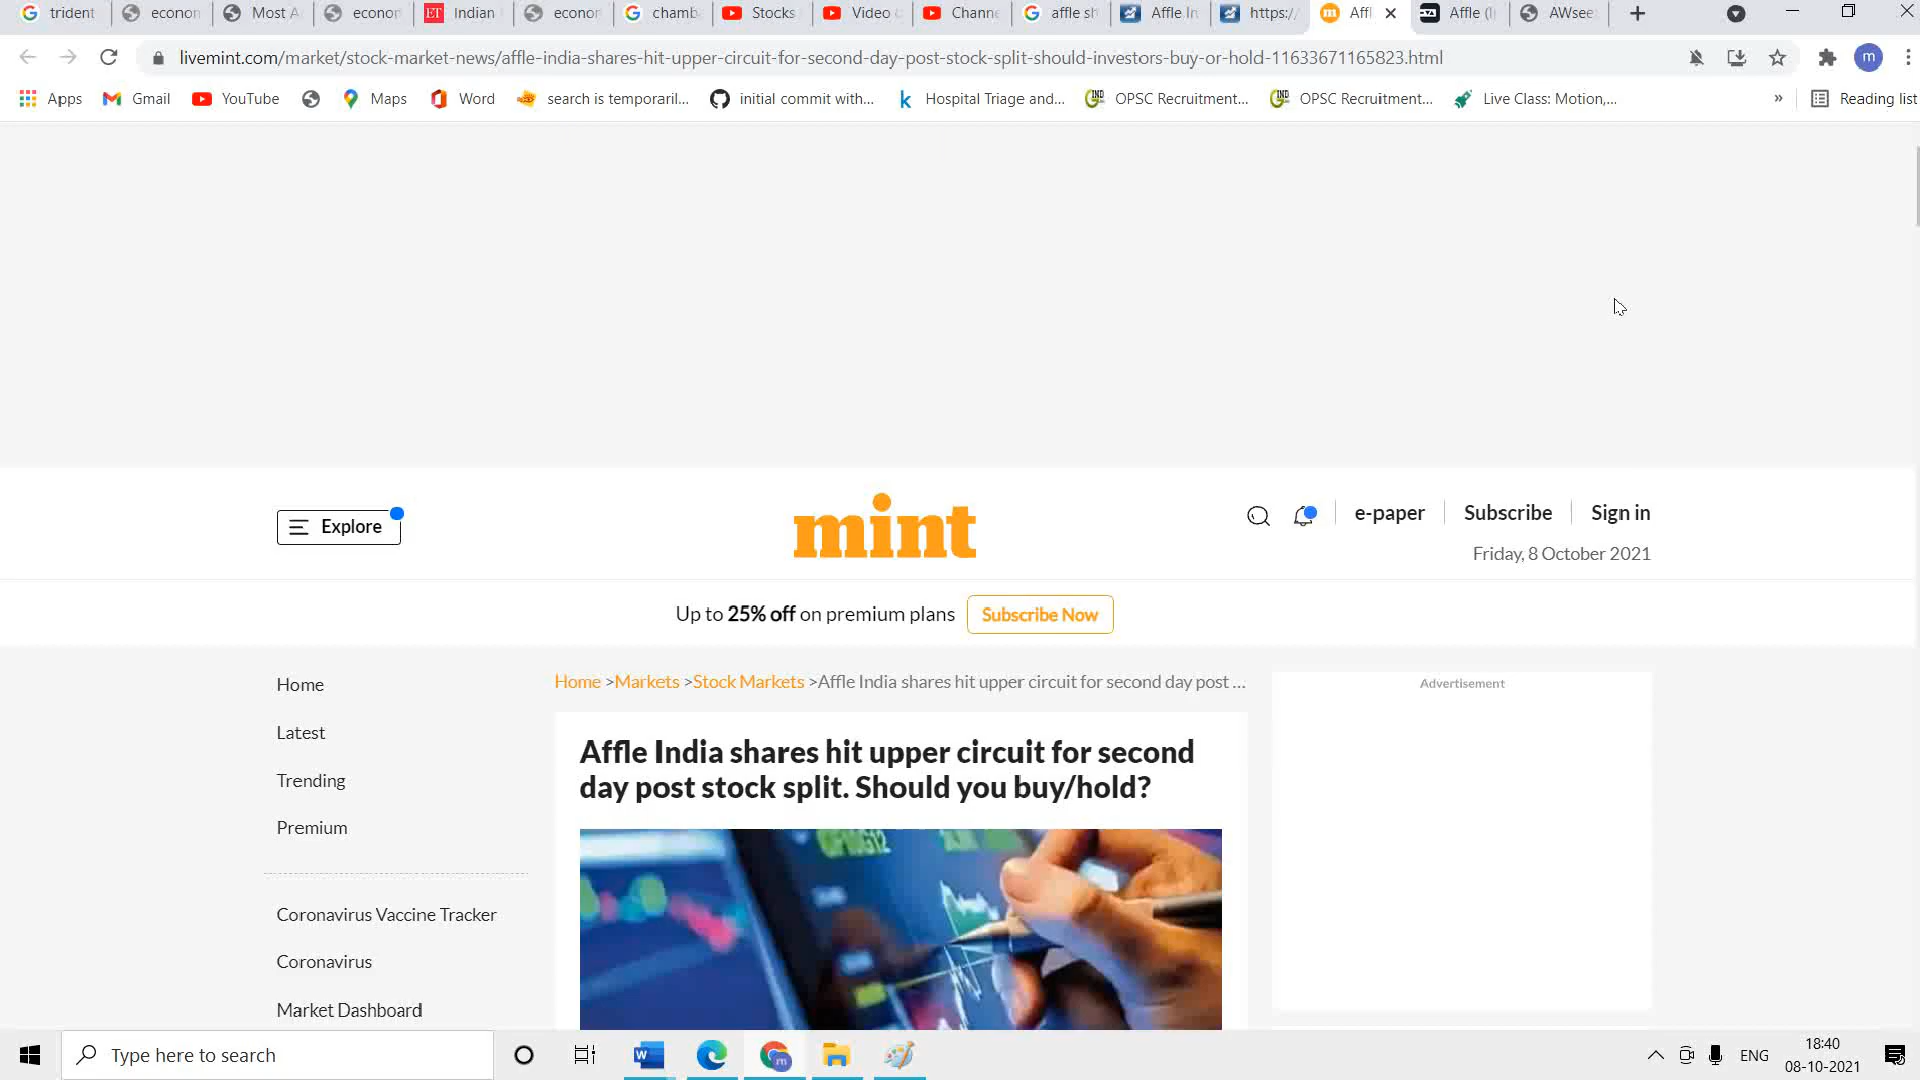 trident
econon
Most A
econon
ET
Indian
econon
chamb
Stocks
Video
Channe
affle sh
Affle In
https:/
m
Affl
Affle (I
AWsee
livemint.com/market/stock-market-news/affle-india-shares-hit-upper-circuit-for-second-day-post-stock-split-should-investors-buy-or-hold-11633671165823.html
m
Apps
Gmail
YouTube
Maps
Word
search is temporaril...
initial commit with...
k
Hospital Triage and...
OPSC Recruitment...
OPSC Recruitment...
Live Class: Motion,...
»
Reading list
Explore
mint
e-paper
Subscribe
Sign in
Friday, 8 October 2021
Up to 25% off on premium plans
Subscribe Now
Home
Latest
Trending
Premium
Coronavirus Vaccine Tracker
Coronavirus
Market Dashboard
Home >Markets >Stock Markets >Affle India shares hit upper circuit for second day post ...
Affle India shares hit upper circuit for second
day post stock split. Should you buy/hold?
Advertisement
Type here to search
ENG
18:40
08-10-2021